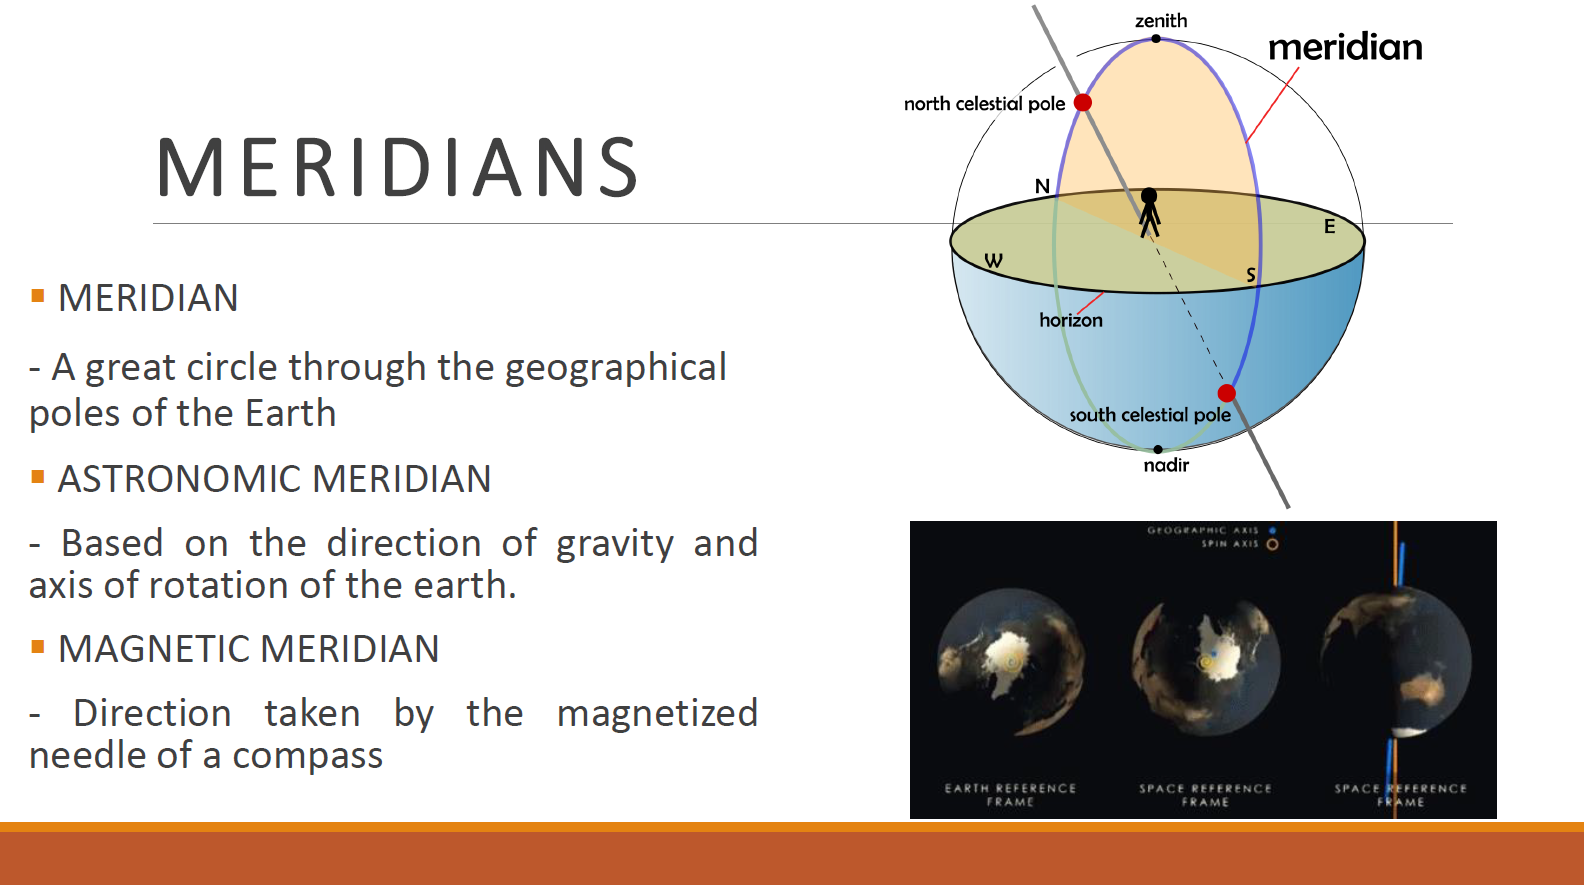 MERIDIANS
▪ MERIDIAN
- A great circle through the geographical
poles of the Earth
▪ ASTRONOMIC MERIDIAN
- Based on the direction of gravity and
axis of rotation of the earth.
▪ MAGNETIC MERIDIAN
- Direction taken by the magnetized
needle of a compass
zenith
meridian
north celestial pole
N
E
W
S
horizon
south celestial pole
nadir
GEOGRAPHIC AXIS
SPIN AXIS
EARTH REFERENCE
FRAME
SPACE REFERENCE
FRAME
SPACE REFERENCE
FRAME